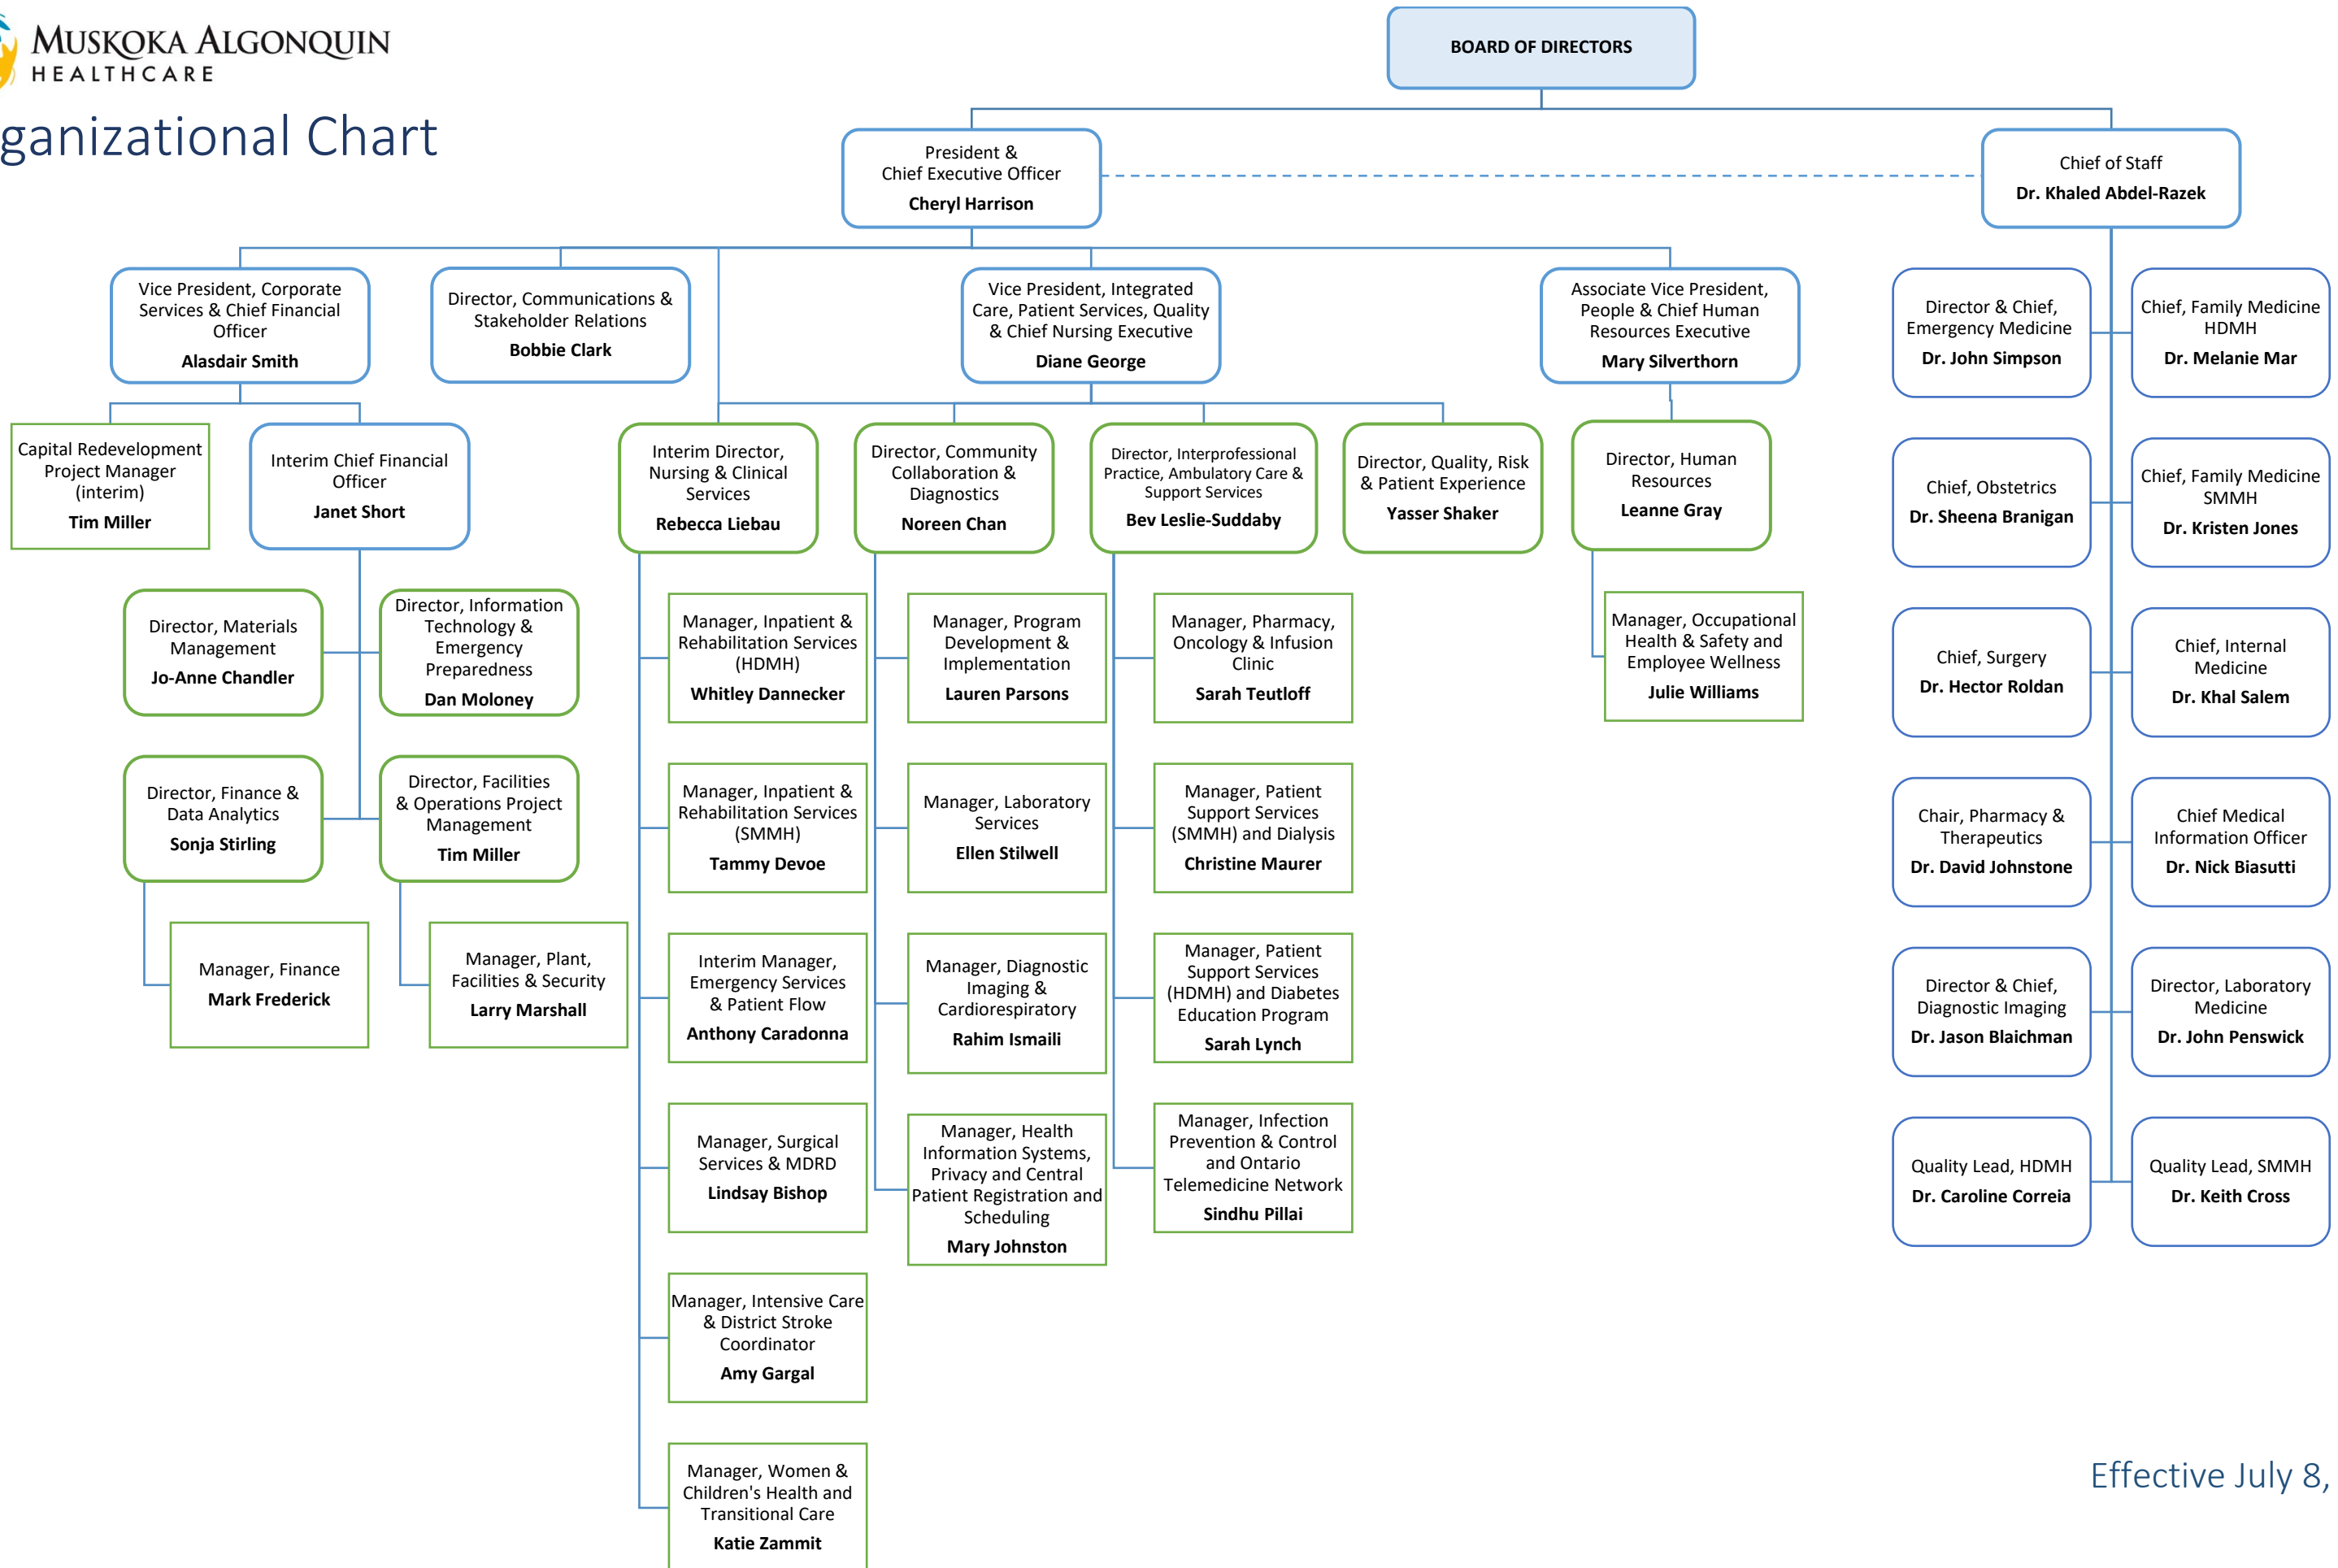 MUSKOKA ALGONQUIN
HEALTHCARE
ganizational Chart
BOARD OF DIRECTORS
President &
Chief Executive Officer
Cheryl Harrison
Chief of Staff
Dr. Khaled Abdel-Razek
Vice President, Corporate
Services & Chief Financial
Officer
Alasdair Smith
Director, Communications &
Stakeholder Relations
Bobbie Clark
Vice President, Integrated
Care, Patient Services, Quality
& Chief Nursing Executive
Diane George
Associate Vice President,
People & Chief Human
Resources Executive
Mary Silverthorn
Director & Chief,
Emergency Medicine
Dr. John Simpson
Chief, Family Medicine
HDMH
Dr. Melanie Mar
Capital Redevelopment
Project Manager
(interim)
Tim Miller
Interim Chief Financial
Officer
Janet Short
Interim Director,
Nursing & Clinical
Services
Rebecca Liebau
Director, Community
Collaboration &
Diagnostics
Noreen Chan
Director, Interprofessional
Practice, Ambulatory Care &
Support Services
Bev Leslie-Suddaby
Director, Quality, Risk
& Patient Experience
Yasser Shaker
Director, Human
Resources
Leanne Gray
Chief, Obstetrics
Dr. Sheena Branigan
Chief, Family Medicine
SMMH
Dr. Kristen Jones
Director, Materials
Management
Jo-Anne Chandler
Director, Information
Technology &
Emergency
Preparedness
Dan Moloney
Manager, Inpatient &
Rehabilitation Services
(HDMH)
Whitley Dannecker
Manager, Program
Development &
Implementation
Lauren Parsons
Manager, Pharmacy,
Oncology & Infusion
Clinic
Sarah Teutloff
Manager, Occupational
Health & Safety and
Employee Wellness
Julie Williams
Chief, Surgery
Dr. Hector Roldan
Chief, Internal
Medicine
Dr. Khal Salem
Director, Finance &
Data Analytics
Sonja Stirling
Director, Facilities
& Operations Project
Management
Tim Miller
Manager, Inpatient &
Rehabilitation Services
(SMMH)
Tammy Devoe
Manager, Laboratory
Services
Ellen Stilwell
Manager, Patient
Support Services
(SMMH) and Dialysis
Christine Maurer
Chair, Pharmacy &
Therapeutics
Dr. David Johnstone
Chief Medical
Information Officer
Dr. Nick Biasutti
Manager, Finance
Mark Frederick
Manager, Plant,
Facilities & Security
Larry Marshall
Interim Manager,
Emergency Services
& Patient Flow
Anthony Caradonna
Manager, Diagnostic
Imaging &
Cardiorespiratory
Rahim Ismaili
Manager, Patient
Support Services
(HDMH) and Diabetes
Education Program
Sarah Lynch
Director & Chief,
Diagnostic Imaging
Dr. Jason Blaichman
Director, Laboratory
Medicine
Dr. John Penswick
Manager, Surgical
Services & MDRD
Lindsay Bishop
Manager, Health
Information Systems,
Privacy and Central
Patient Registration and
Scheduling
Mary Johnston
Manager, Infection
Prevention & Control
and Ontario
Telemedicine Network
Sindhu Pillai
Quality Lead, HDMH
Dr. Caroline Correia
Quality Lead, SMMH
Dr. Keith Cross
Manager, Intensive Care
& District Stroke
Coordinator
Amy Gargal
Manager, Women &
Children's Health and
Transitional Care
Katie Zammit
Effective July 8,